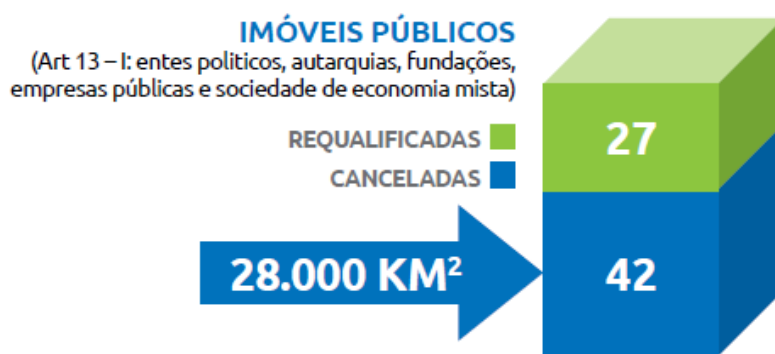 IMÓVEIS PÚBLICOS
(Art 13 – I: entes politicos, autarquias, fundações,
empresas públicas e sociedade de economia mista)
REQUALIFICADAS
CANCELADAS
27
28.000 KM²
42